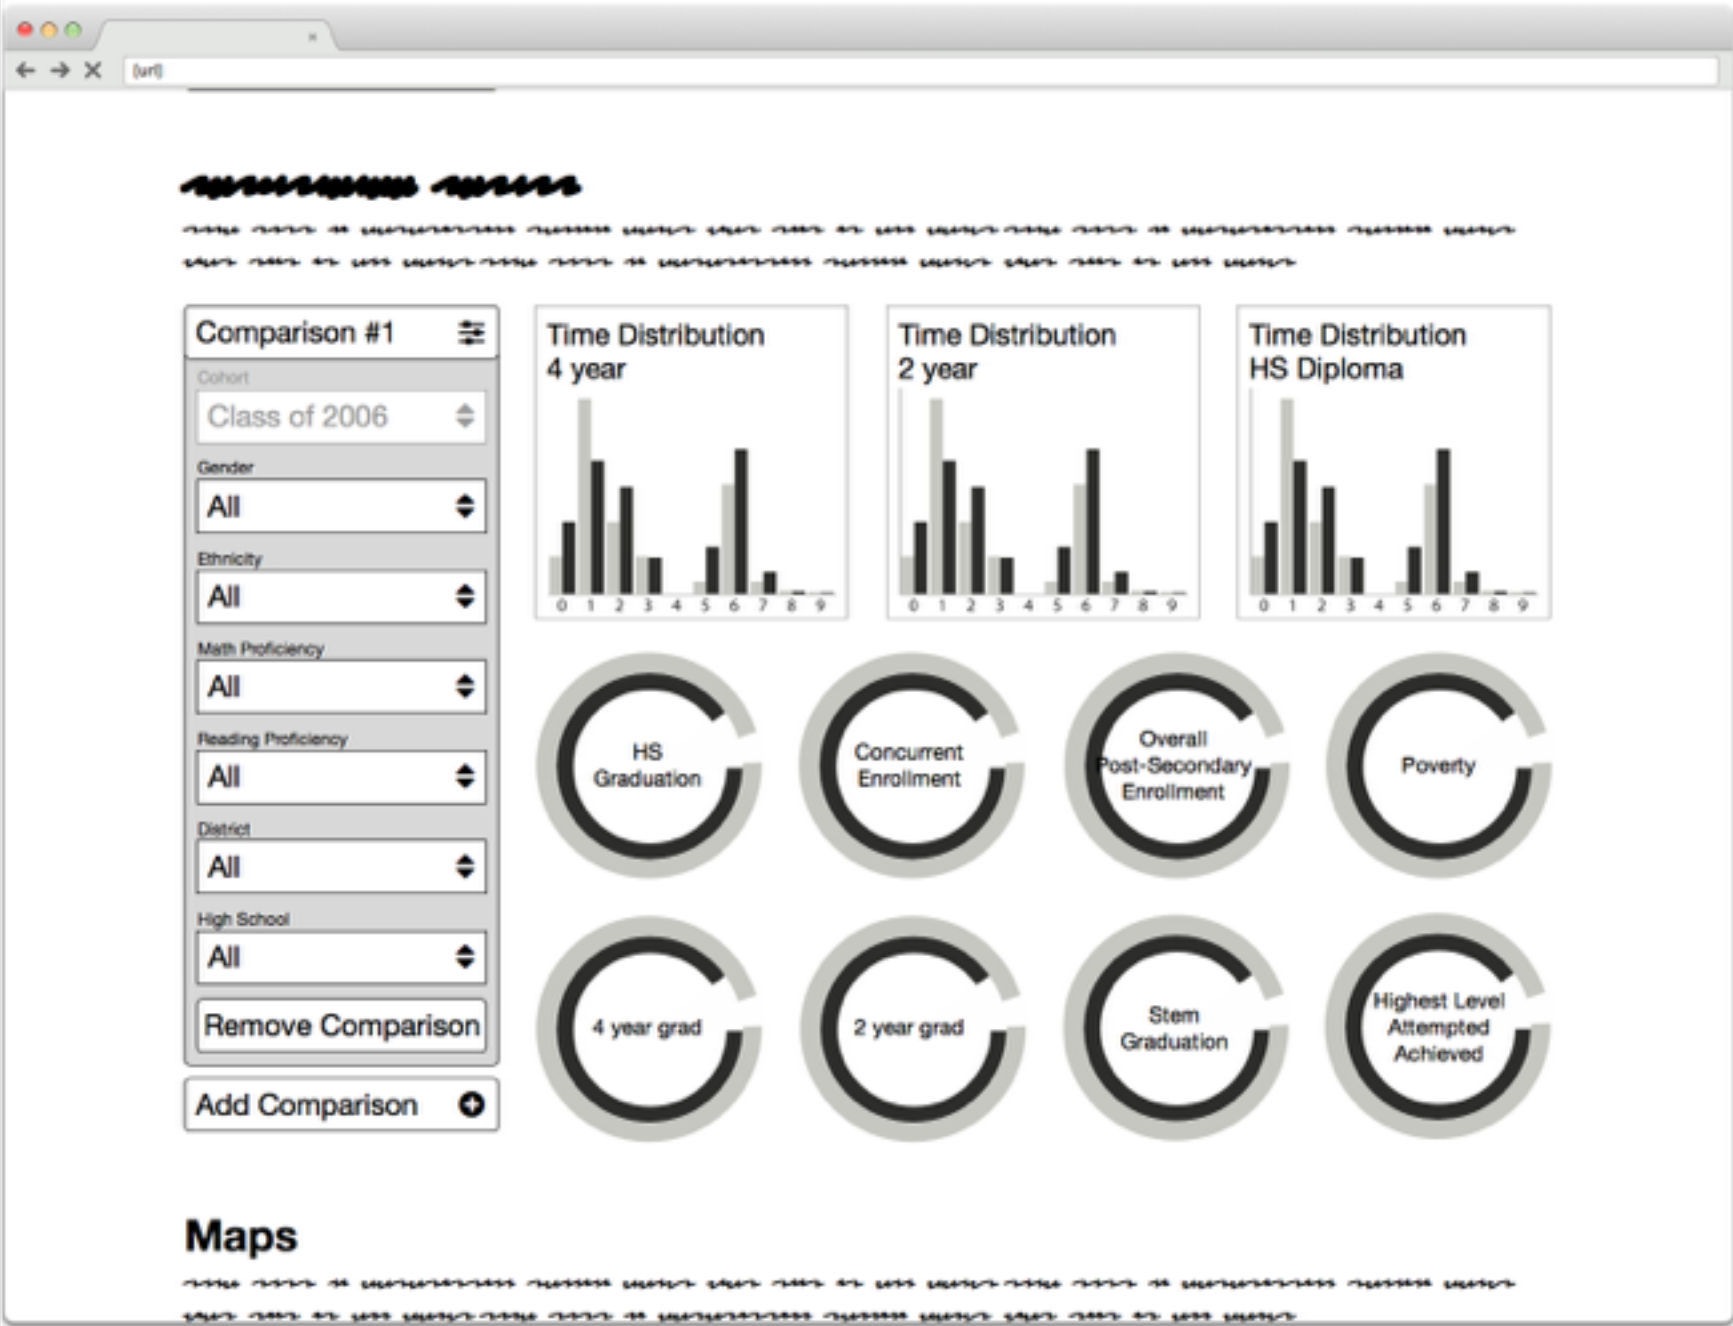 (url)
Comparison #1
Cohort
Class of 2006
Gender
All
Ethnicity
All
Math Proficiency
All
Reading Proficiency
All
District
All
High School
All
Remove Comparison
Add Comparison
Time Distribution
4 year
0 1 2 3 4 5 6 7 8 9
Time Distribution
2 year
0 1 2 3 4 5 6 7 8 9
Time Distribution
HS Diploma
0 1 2 3 4 5 6 7 8 9
HS
Graduation
Concurrent
Enrollment
Overall
Post-Secondary
Enrollment
Poverty
4 year grad
2 year grad
Stem
Graduation
Highest Level
Attempted
Achieved
Maps